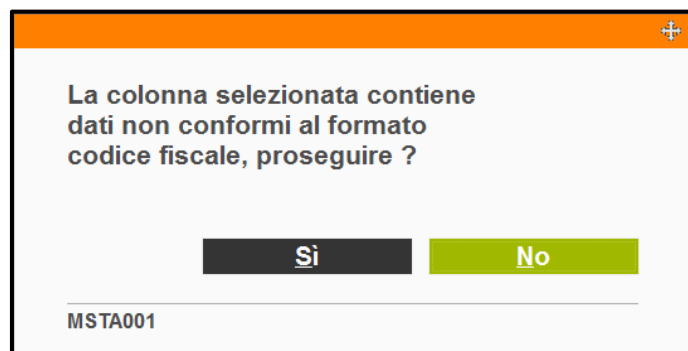 La colonna selezionata contiene
dati non conformi al formato
codice fiscale, proseguire ?
Sì
No
MSTA001